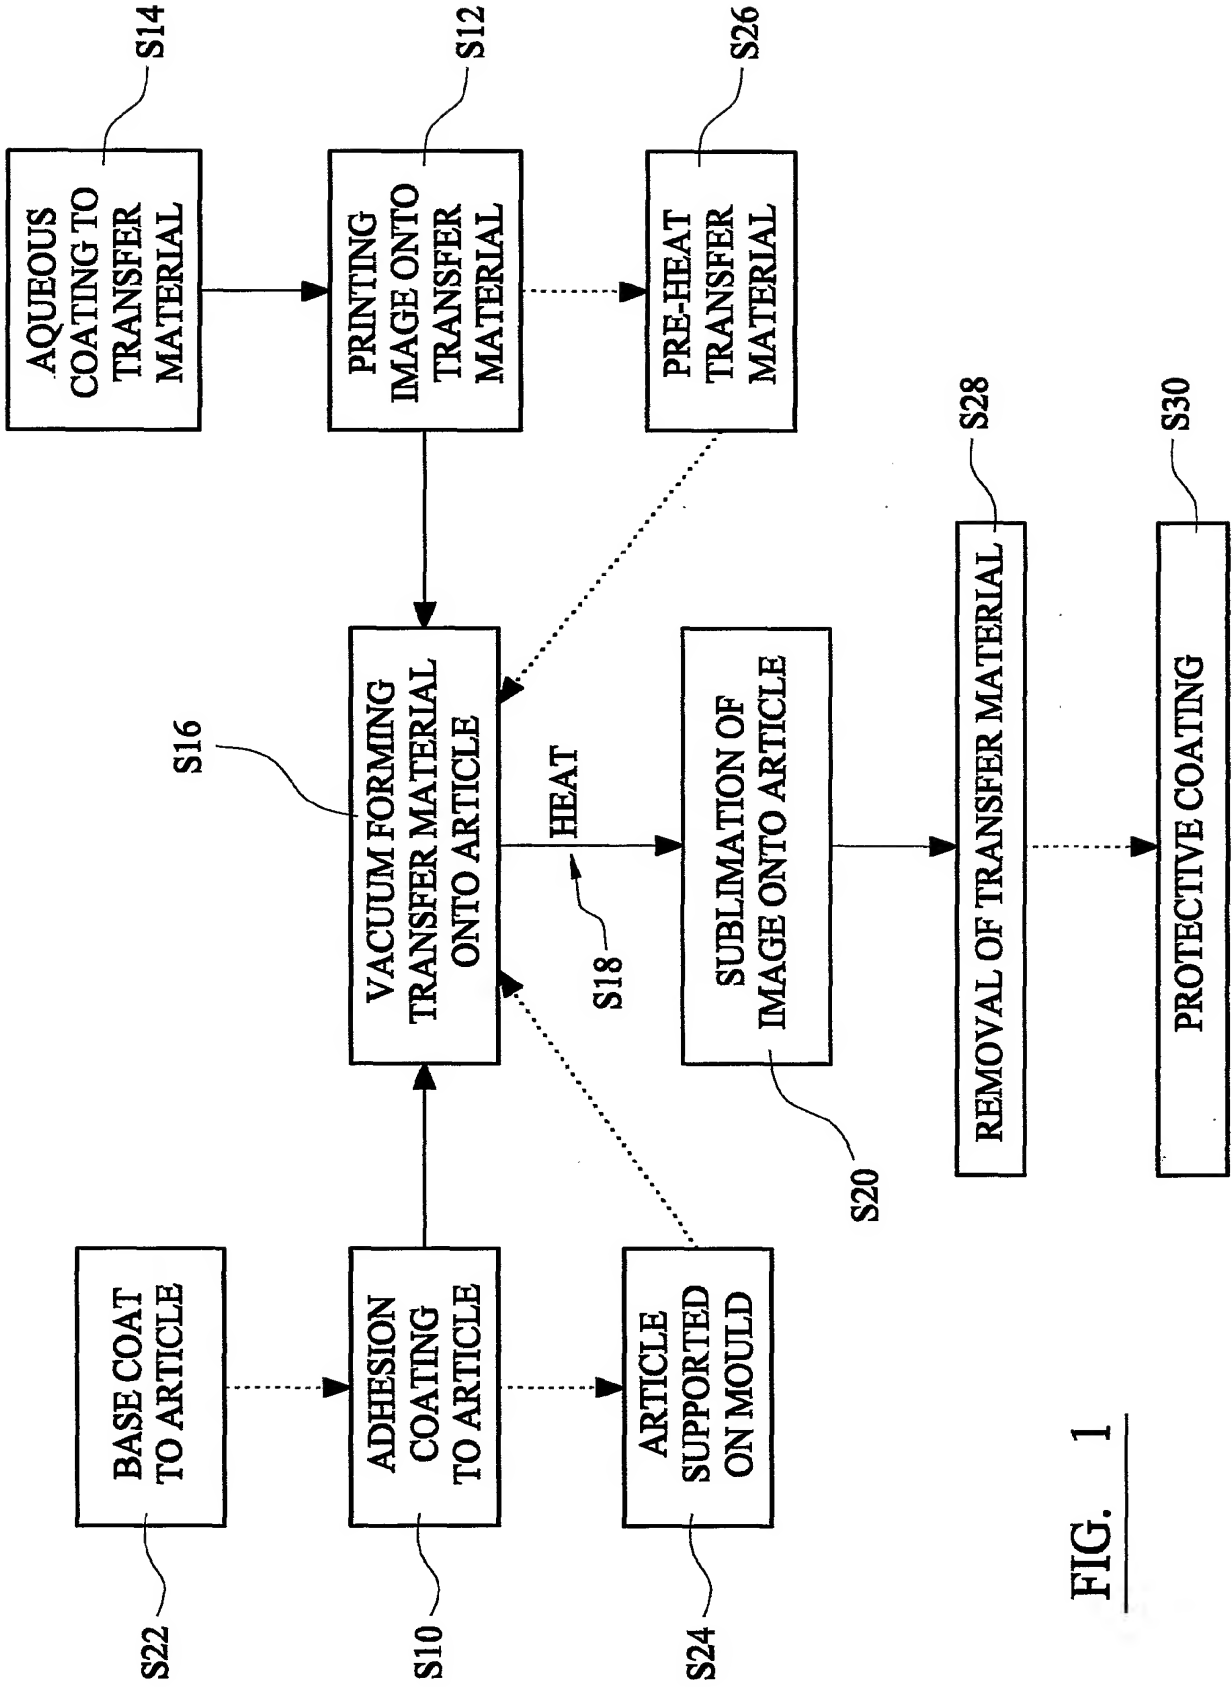 S22
BASE COAT
TO ARTICLE
S10
ADHESION
COATING
TO ARTICLE
S24
ARTICLE
SUPPORTED
ON MOULD
S16
VACUUM FORMING
TRANSFER MATERIAL
ONTO ARTICLE
S18
HEAT
S20
SUBLIMATION OF
IMAGE ONTO ARTICLE
REMOVAL OF TRANSFER MATERIAL
S28
PROTECTIVE COATING
S30
AQUEOUS
COATING TO
TRANSFER
MATERIAL
S14
PRINTING
IMAGE ONTO
TRANSFER
MATERIAL
S12
PRE-HEAT
TRANSFER
MATERIAL
S26
FIG. 1